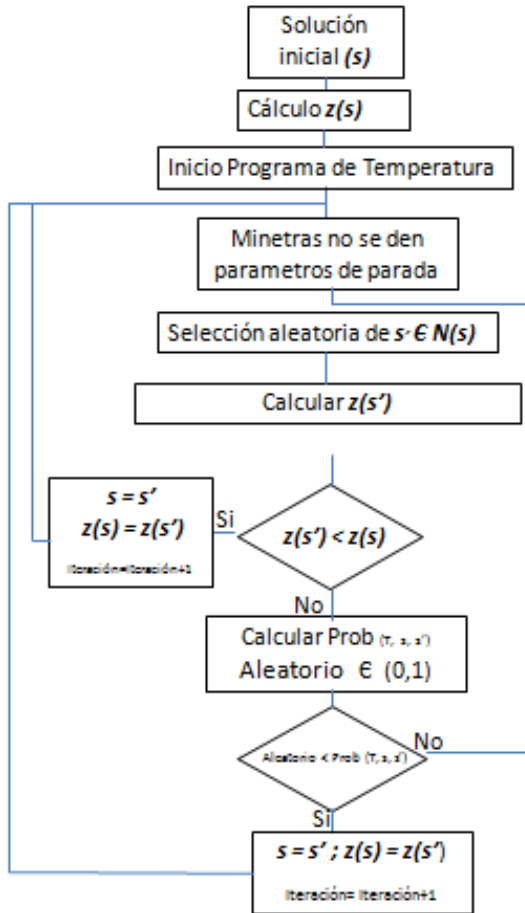 Solución
inicial (s)
Cálculo z(s)
Inicio Programa de Temperatura
Minetras no se den
parametros de parada
Selección aleatoria de s' Є N(s)
Calcular z(s')
s = s'
z(s) = z(s')
Iteración=Iteración+1
Si
z(s') < z(s)
No
Calcular Prob (T, s, s')
Aleatorio Є (0,1)
Aleatorio < Prob (T, s, s')
No
Si
s = s' ; z(s) = z(s')
Iteración= Iteración+1